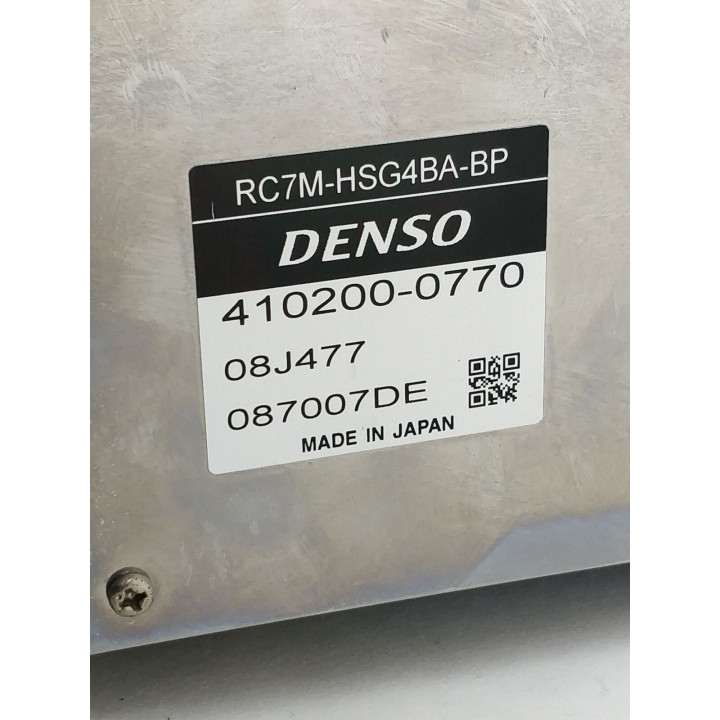 RC7M-HSG4BA-BP
DENSO
410200-0770
08J477
087007DE
MADE IN JAPAN